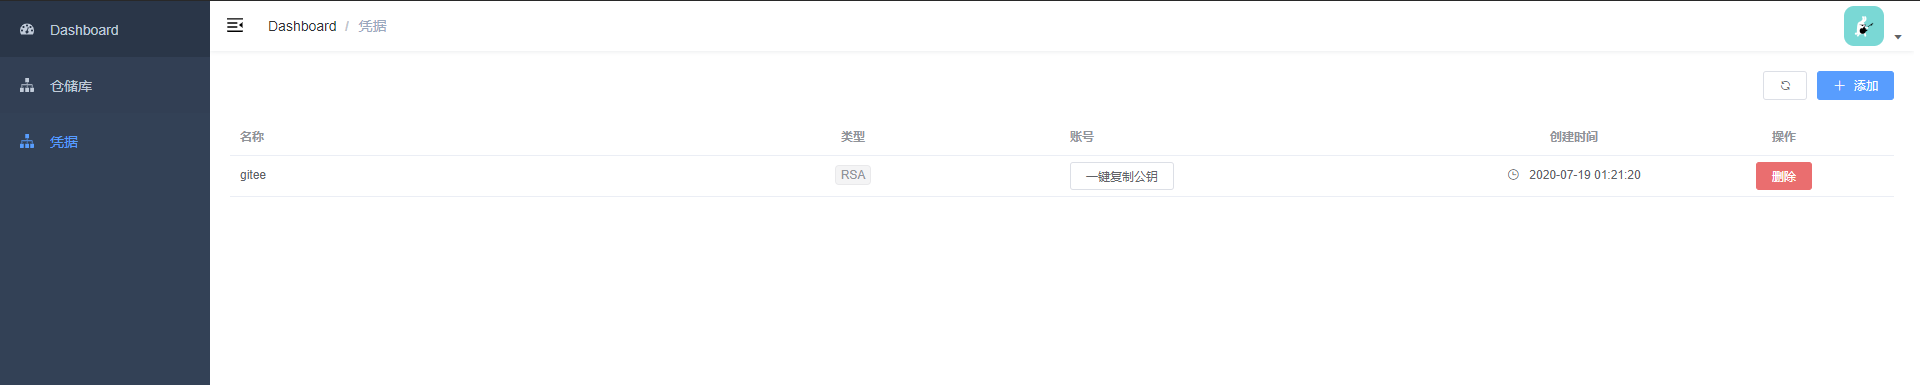 Dashboard
仓储库
凭据
Dashboard / 凭据
添加
名称 类型 账号 创建时间 操作
gitee RSA 一键复制公钥 2020-07-19 01:21:20 删除